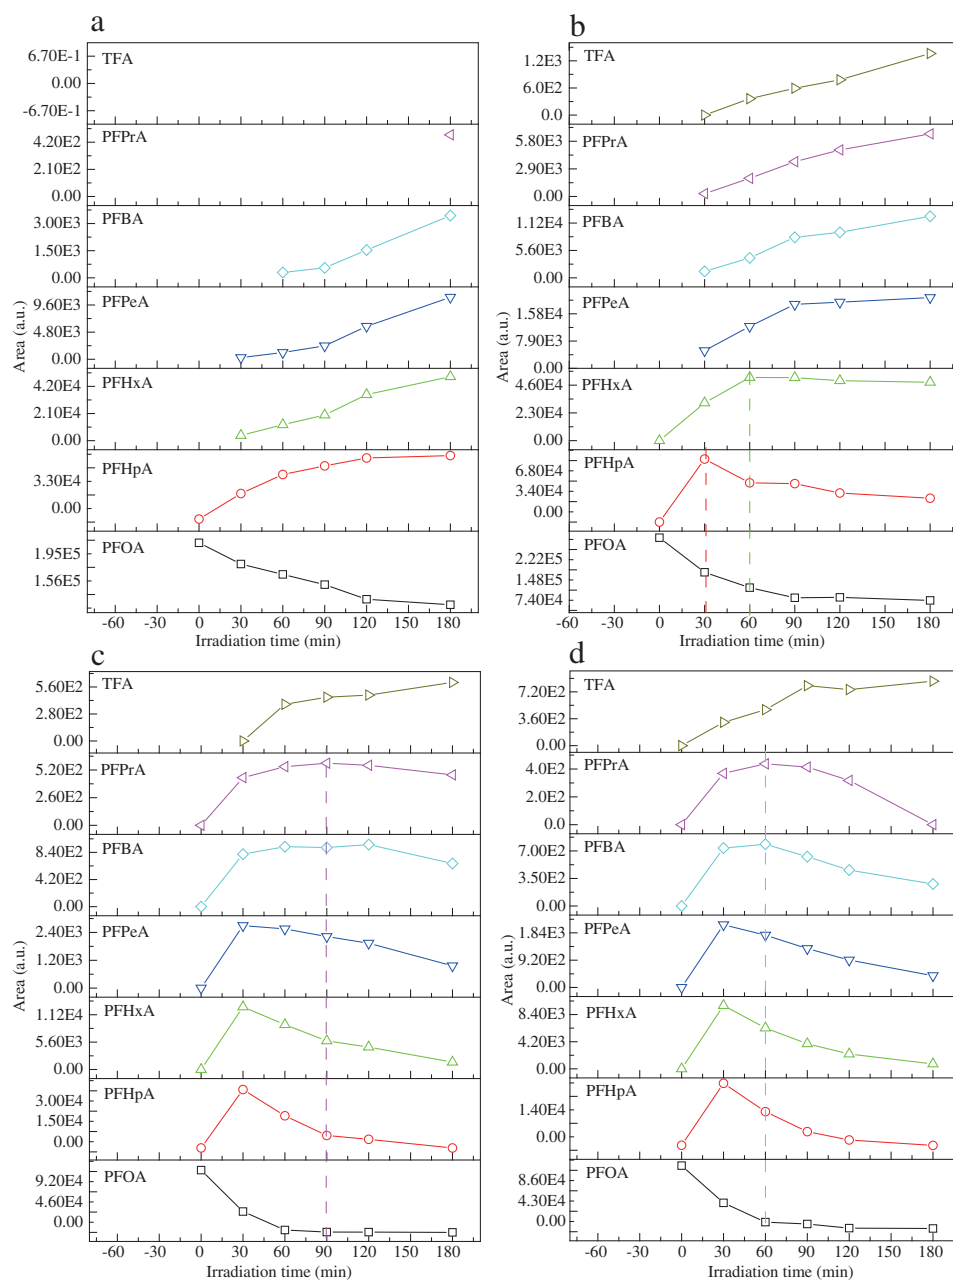 a
6.70E-1
0.00
-6.70E-1
TFA
4.20E2
2.10E2
0.00
PFPrA
3.00E3
1.50E3
0.00
PFBA
9.60E3
4.80E3
0.00
PFPeA
4.20E4
2.10E4
0.00
PFHxA
3.30E4
0.00
PFHpA
1.95E5
1.56E5
PFOA
Area (a.u.)
-60 -30 0 30 60 90 120 150 180
Irradiation time (min)
b
1.2E3
6.0E2
0.0
TFA
5.80E3
2.90E3
0.00
PFPrA
1.12E4
5.60E3
0.00
PFBA
1.58E4
7.90E3
0.00
PFPeA
4.60E4
2.30E4
0.00
PFHxA
6.80E4
3.40E4
0.00
PFHpA
2.22E5
1.48E5
7.40E4
PFOA
Area (a.u.)
-60 -30 0 30 60 90 120 150 180
Irradiation time (min)
c
5.60E2
2.80E2
0.00
TFA
5.20E2
2.60E2
0.00
PFPrA
8.40E2
4.20E2
0.00
PFBA
2.40E3
1.20E3
0.00
PFPeA
1.12E4
5.60E3
0.00
PFHxA
3.00E4
1.50E4
0.00
PFHpA
9.20E4
4.60E4
0.00
PFOA
Area (a.u.)
-60 -30 0 30 60 90 120 150 180
Irradiation time (min)
d
7.20E2
3.60E2
0.00
TFA
4.0E2
2.0E2
0.0
PFPrA
7.00E2
3.50E2
0.00
PFBA
1.84E3
9.20E2
0.00
PFPeA
8.40E3
4.20E3
0.00
PFHxA
1.40E4
0.00
PFHpA
8.60E4
4.30E4
0.00
PFOA
Area (a.u.)
-60 -30 0 30 60 90 120 150 180
Irradiation time (min)